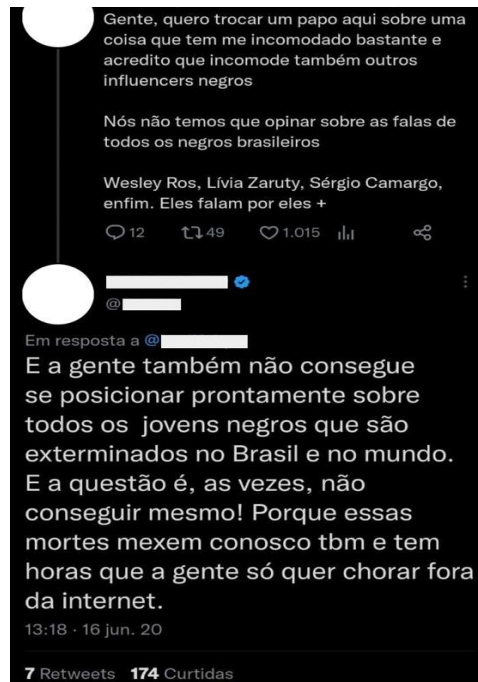 Gente, quero trocar um papo aqui sobre uma
coisa que tem me incomodado bastante e
acredito que incomode também outros
influencers negros
Nós não temos que opinar sobre as falas de
todos os negros brasileiros
Wesley Ros, Lívia Zaruty, Sérgio Camargo,
enfim. Eles falam por eles +
12 49 1.015
@
Em resposta a @
E a gente também não consegue
se posicionar prontamente sobre
todos os jovens negros que são
exterminados no Brasil e no mundo.
E a questão é, as vezes, não
conseguir mesmo! Porque essas
mortes mexem conosco tbm e tem
horas que a gente só quer chorar fora
da internet.
13:18 · 16 jun. 20
7 Retweets 174 Curtidas